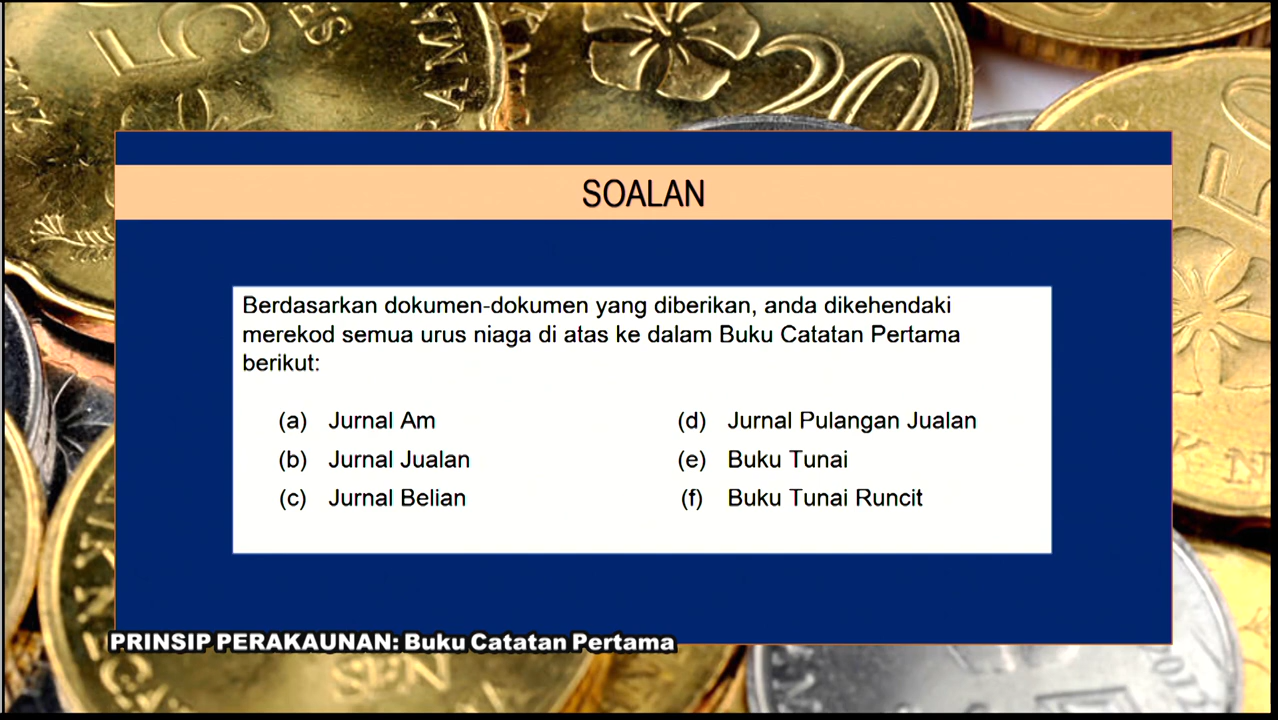 SOALAN
Berdasarkan dokumen-dokumen yang diberikan, anda dikehendaki
merekod semua urus niaga di atas ke dalam Buku Catatan Pertama
berikut:
(a) Jurnal Am
(b) Jurnal Jualan
(c) Jurnal Belian
(d) Jurnal Pulangan Jualan
(e) Buku Tunai
(f) Buku Tunai Runcit
PRINSIP PERAKAUNAN: Buku Catatan Pertama
20
SEN